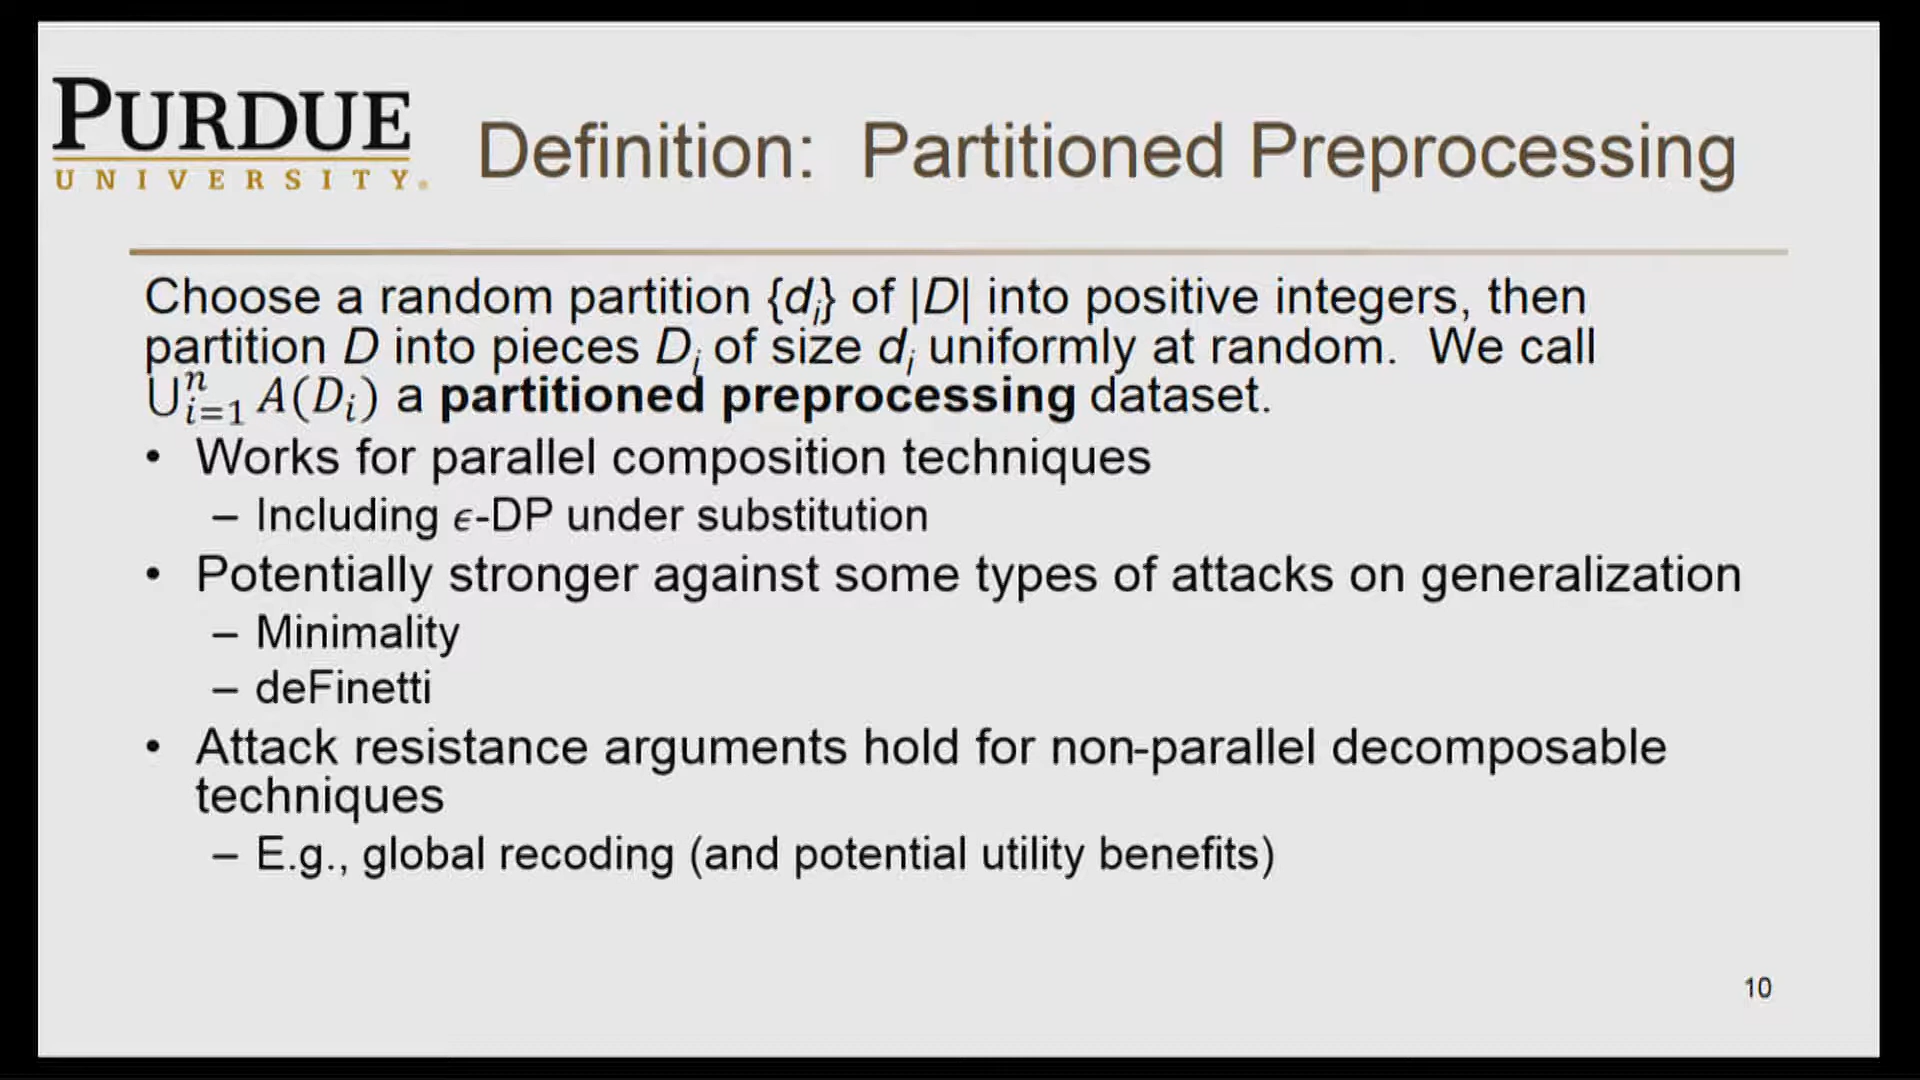 PURDUE
UNIVERSITY.
Definition: Partitioned Preprocessing
Choose a random partition {dᵢ} of |D| into positive integers, then
partition D into pieces Dᵢ of size dᵢ uniformly at random. We call
⋃ⁿᵢ₌₁ A(Dᵢ) a partitioned preprocessing dataset.
• Works for parallel composition techniques
– Including ϵ-DP under substitution
• Potentially stronger against some types of attacks on generalization
– Minimality
– deFinetti
• Attack resistance arguments hold for non-parallel decomposable
techniques
– E.g., global recoding (and potential utility benefits)
10